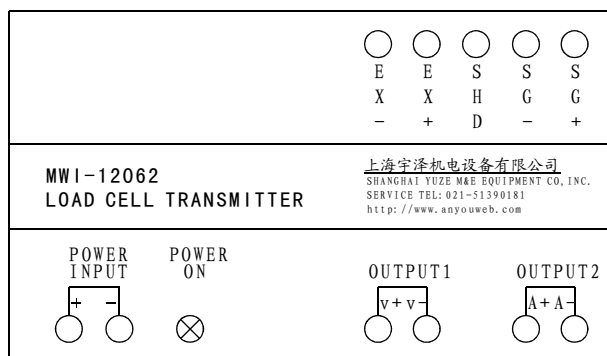 E E S S S
X X H G G
- + D - +
MWI-12062
LOAD CELL TRANSMITTER
上海宇泽机电设备有限公司
SHANGHAI YUZE M&E EQUIPMENT CO, INC.
SERVICE TEL: 021-51390181
http: //www. anyouweb. com
POWER INPUT
+ -
POWER ON
OUTPUT1
v+ v-
OUTPUT2
A+ A-